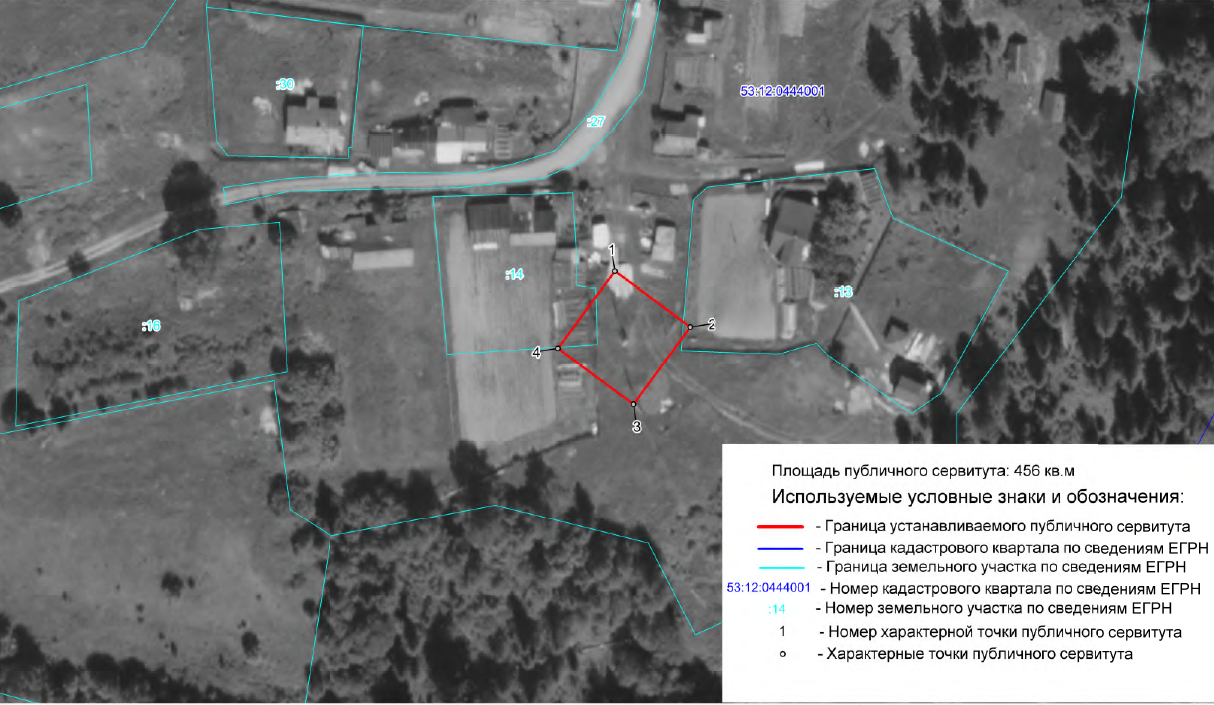 :30
53:12:0444001
:27
1
:14
:13
2
:16
4
3
Площадь публичного сервитута: 456 кв.м
Используемые условные знаки и обозначения:
- Граница устанавливаемого публичного сервитута
- Граница кадастрового квартала по сведениям ЕГРН
- Граница земельного участка по сведениям ЕГРН
53:12:0444001 - Номер кадастрового квартала по сведениям ЕГРН
:14 - Номер земельного участка по сведениям ЕГРН
1 - Номер характерной точки публичного сервитута
- Характерные точки публичного сервитута